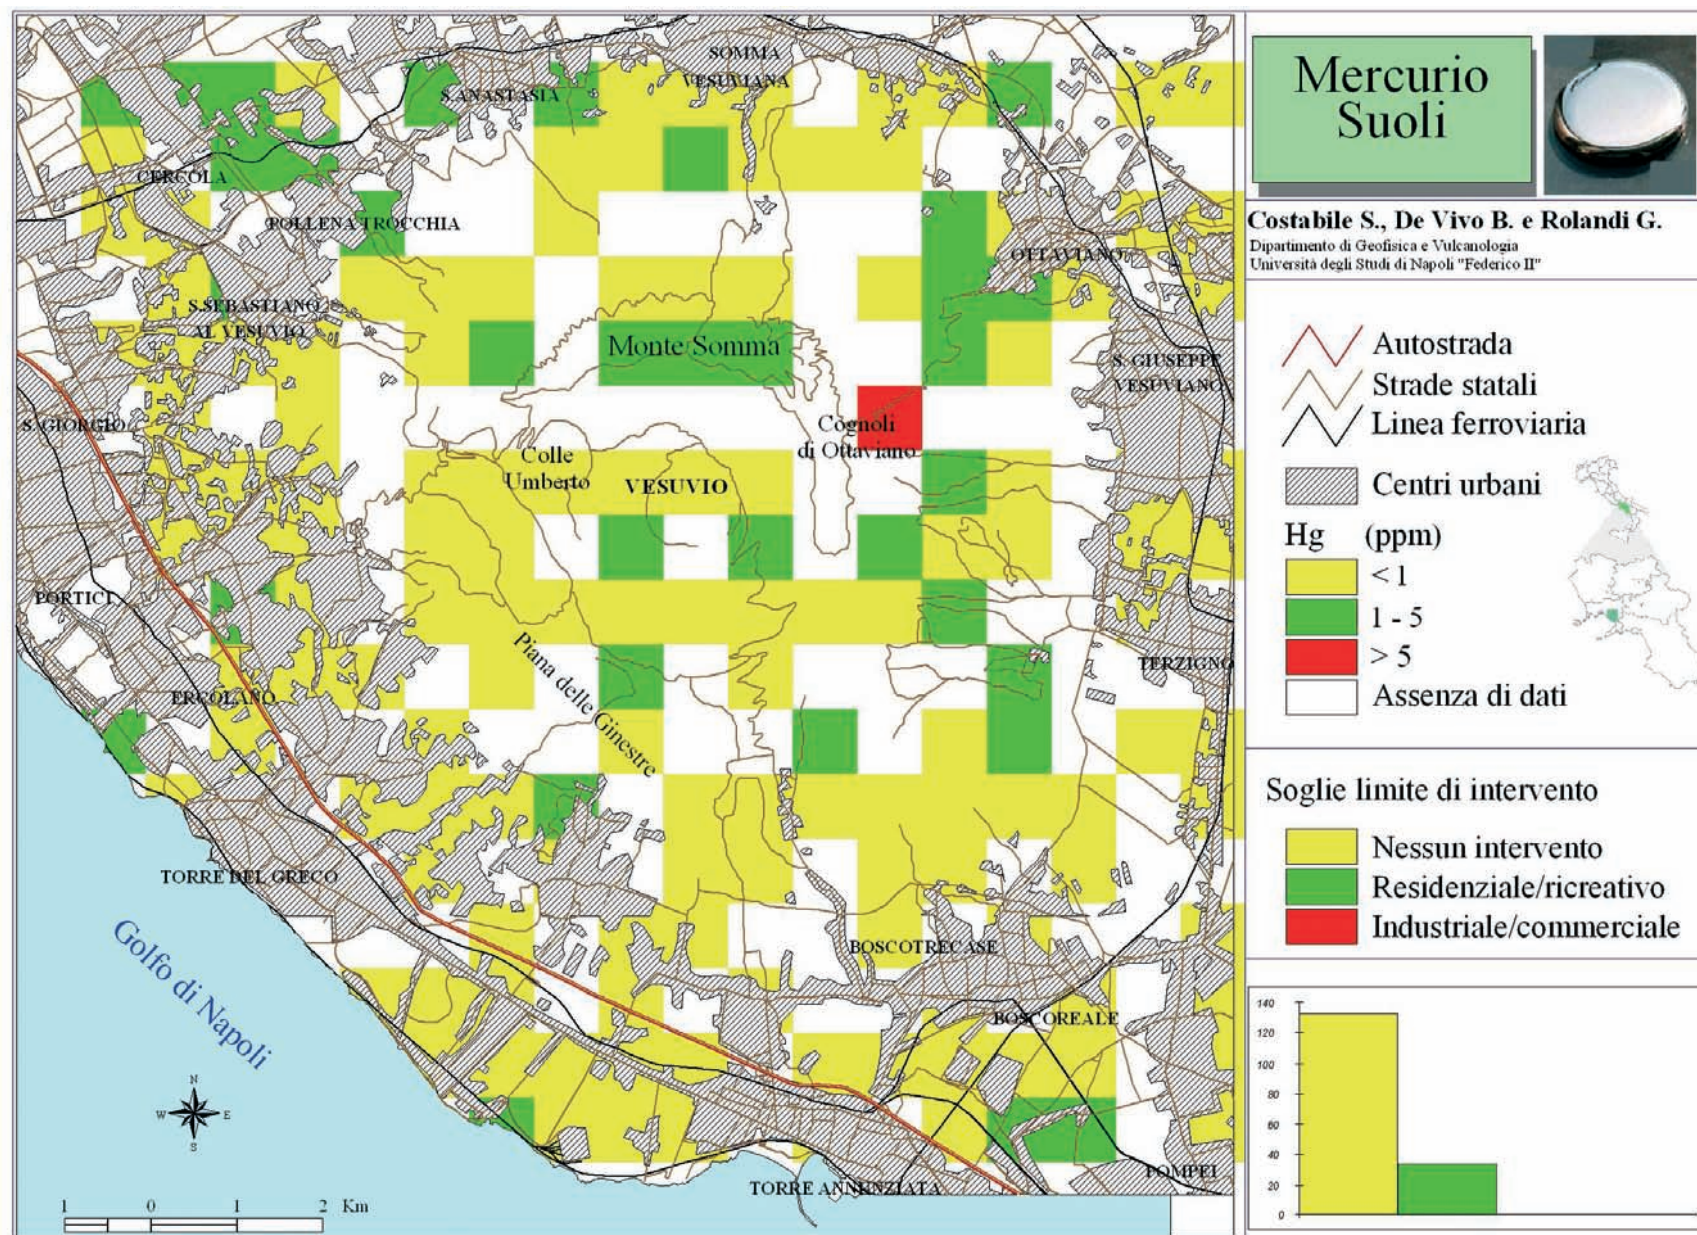 SOMMA
VESUVIANA
S.ANASTASIA
CERCOLA
POLLENA TROCCHIA
OTTAVIANO
S.SEBASTIANO
AL VESUVIO
Monte Somma
S. GIUSEPPE
VESUVIANO
S. GIORGIO
Cognoli
di Ottaviano
Colle
Umberto
VESUVIO
PORTICI
Piana delle Ginestre
TERZIGNO
ERCOLANO
TORRE DEL GRECO
Golfo di Napoli
BOSCOTRECASE
BOSCOREALE
POMPEI
TORRE ANNUNZIATA
N
W E
S
1 0 1 2 Km
Mercurio
Suoli
Costabile S., De Vivo B. e Rolandi G.
Dipartimento di Geofisica e Vulcanologia
Università degli Studi di Napoli "Federico II"
Autostrada
Strade statali
Linea ferroviaria
Centri urbani
Hg (ppm)
< 1
1 - 5
> 5
Assenza di dati
Soglie limite di intervento
Nessun intervento
Residenziale/ricreativo
Industriale/commerciale
140
120
100
80
60
40
20
0